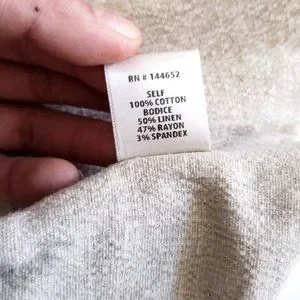 RN # 144652
SELF
100% COTTON
BODICE
50% LINEN
47% RAYON
3% SPANDEX